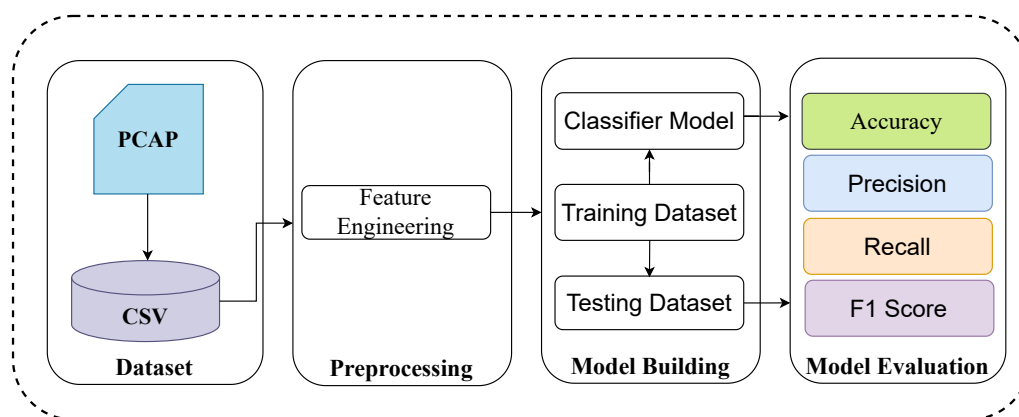 PCAP
CSV
Dataset
Feature
Engineering
Preprocessing
Classifier Model
Training Dataset
Testing Dataset
Model Building
Accuracy
Precision
Recall
F1 Score
Model Evaluation